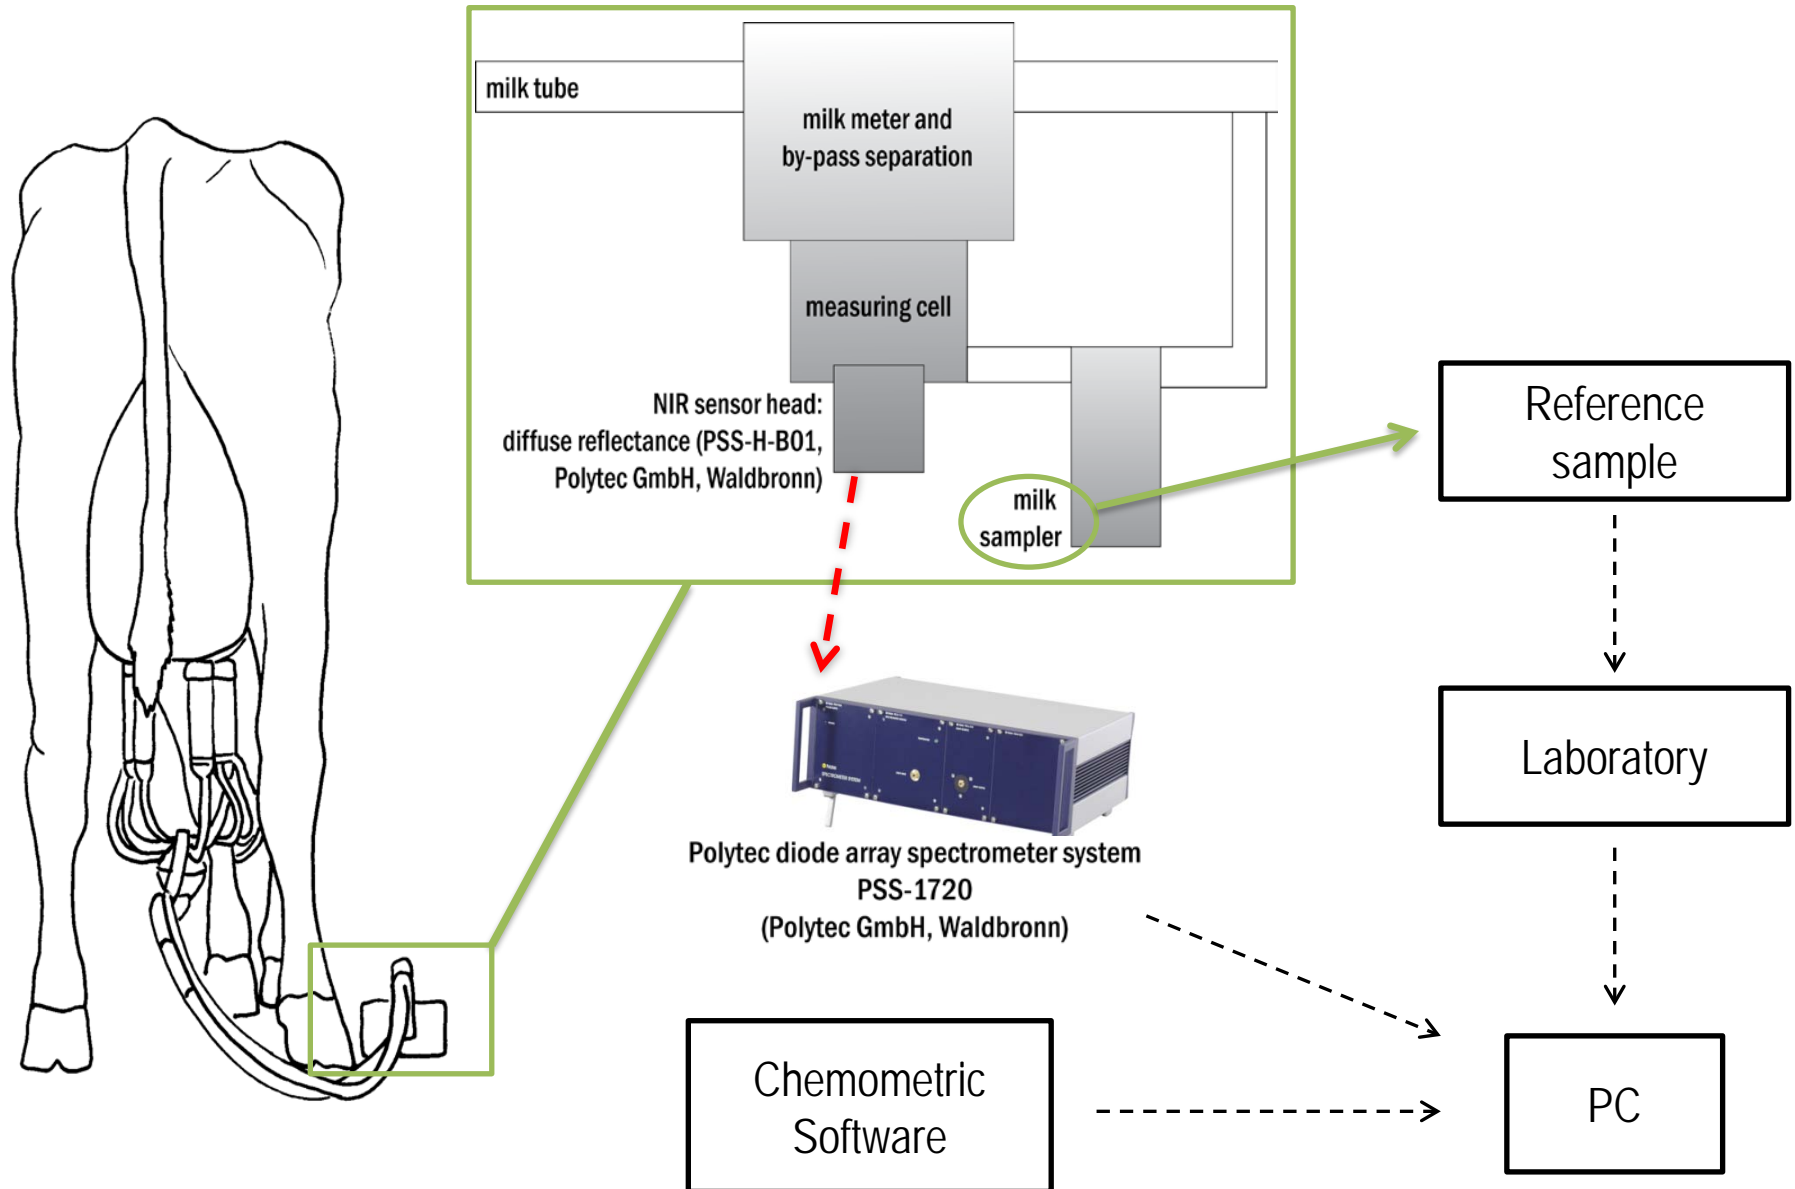 milk tube
milk meter and
by-pass separation
measuring cell
NIR sensor head:
diffuse reflectance (PSS-H-B01,
Polytec GmbH, Waldbronn)
milk
sampler
Reference
sample
Laboratory
Polytec diode array spectrometer system
PSS-1720
(Polytec GmbH, Waldbronn)
Chemometric
Software
PC